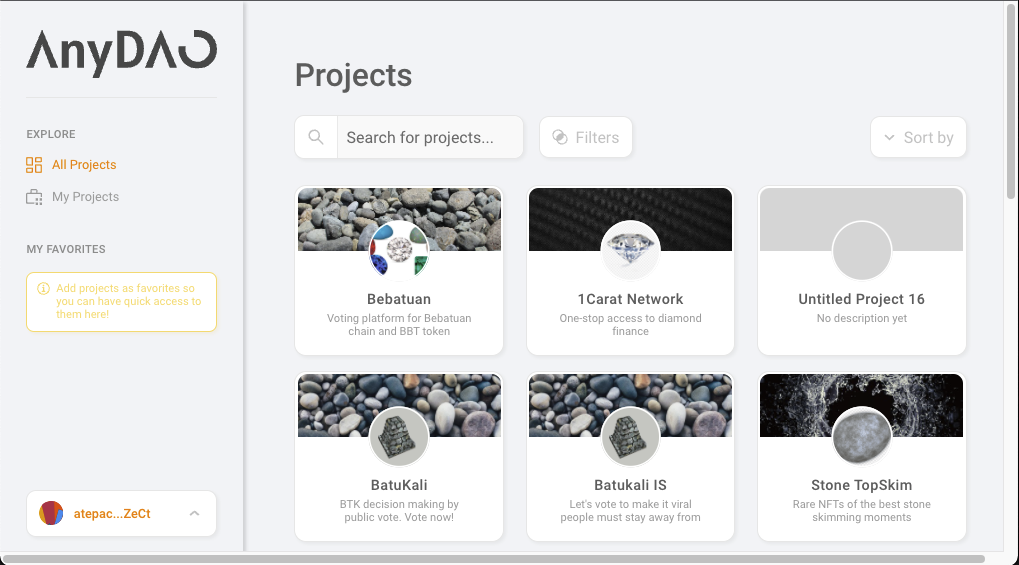 AnyDAO
EXPLORE
All Projects
My Projects
MY FAVORITES
Add projects as favorites so
you can have quick access to
them here!
atepac...ZeCt
Projects
Search for projects...
Filters
Sort by
Bebatuan
Voting platform for Bebatuan
chain and BBT token
1Carat Network
One-stop access to diamond
finance
Untitled Project 16
No description yet
BatuKali
BTK decision making by
public vote. Vote now!
Batukali IS
Let's vote to make it viral
people must stay away from
Stone TopSkim
Rare NFTs of the best stone
skimming moments